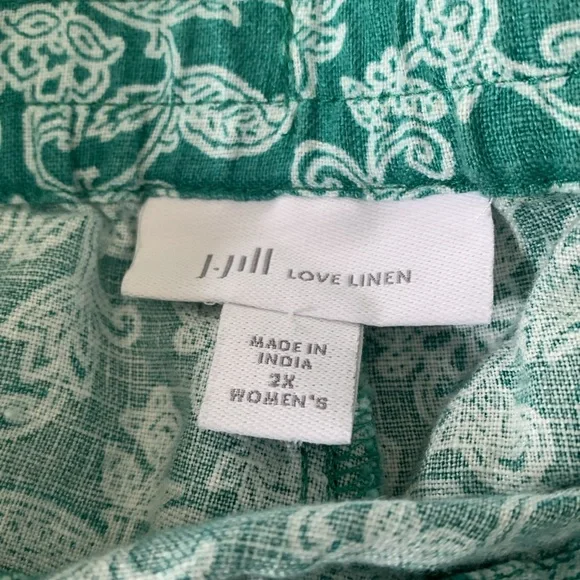 J.Jill LOVE LINEN
MADE IN
INDIA
2X
WOMEN'S